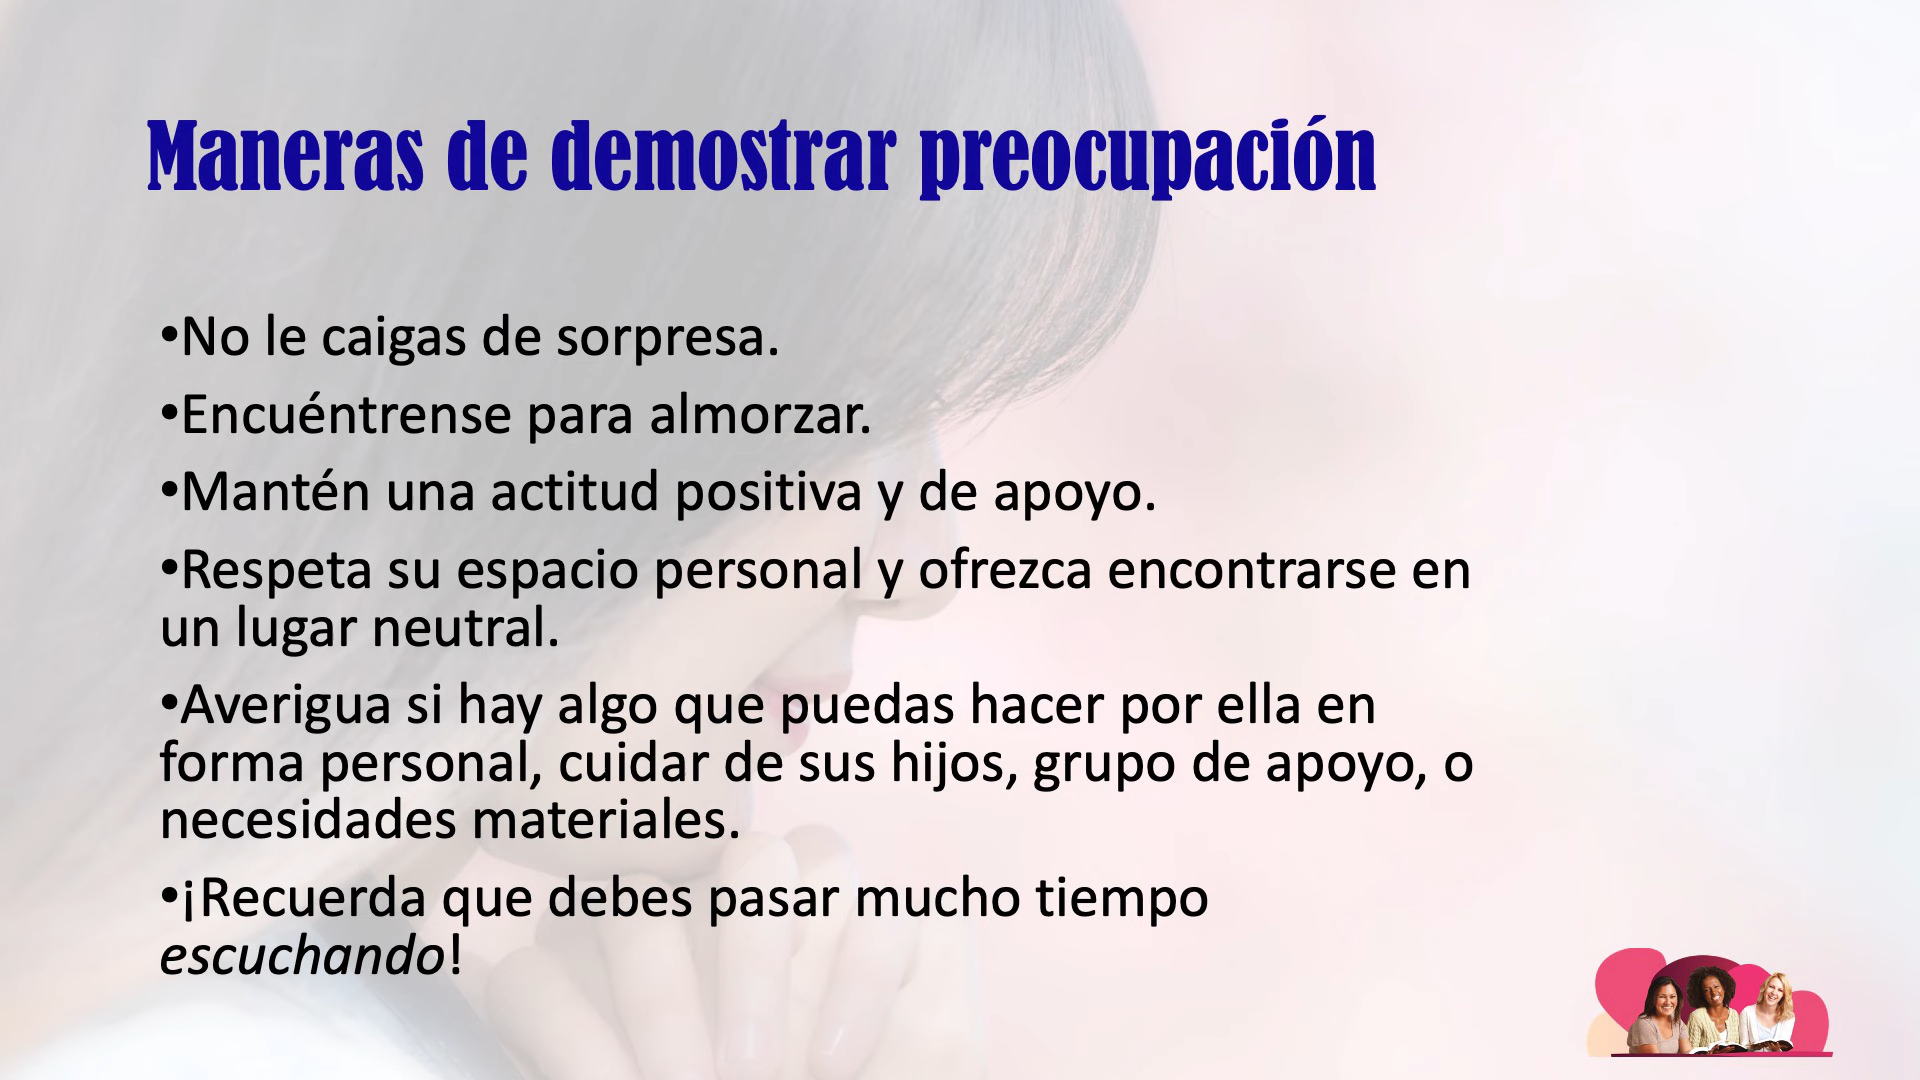 Maneras de demostrar preocupación
•No le caigas de sorpresa.
•Encuéntrense para almorzar.
•Mantén una actitud positiva y de apoyo.
•Respeta su espacio personal y ofrezca encontrarse en
un lugar neutral.
•Averigua si hay algo que puedas hacer por ella en
forma personal, cuidar de sus hijos, grupo de apoyo, o
necesidades materiales.
•¡Recuerda que debes pasar mucho tiempo
escuchando!